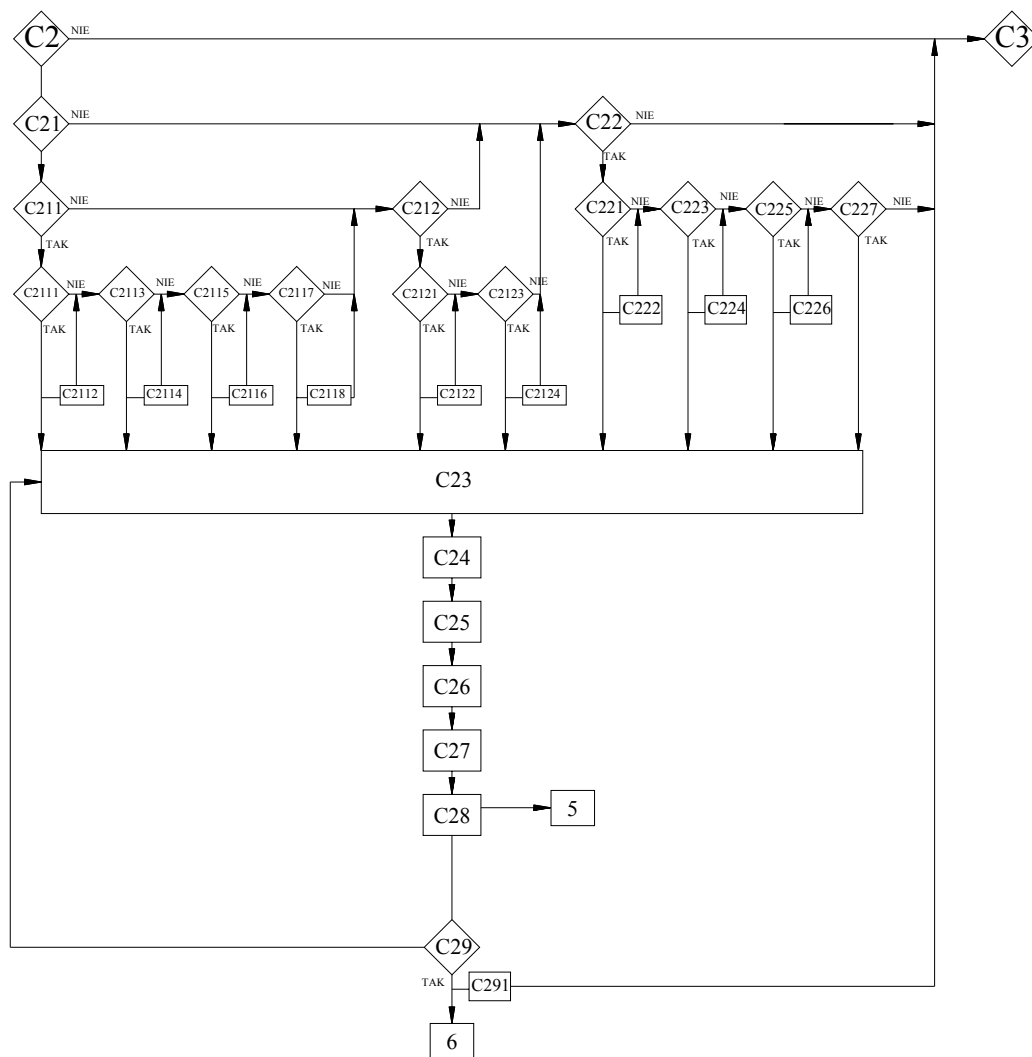 C2 NIE C3
C21 NIE C22 NIE
TAK
C211 NIE C212 NIE C221 NIE C223 NIE C225 NIE C227 NIE
TAK TAK TAK TAK TAK TAK
C2111 NIE C2113 NIE C2115 NIE C2117 NIE C2121 NIE C2123 NIE
C222 C224 C226
TAK TAK TAK TAK TAK TAK
C2112 C2114 C2116 C2118 C2122 C2124
C23
C24
C25
C26
C27
C28 5
C29
TAK C291
6